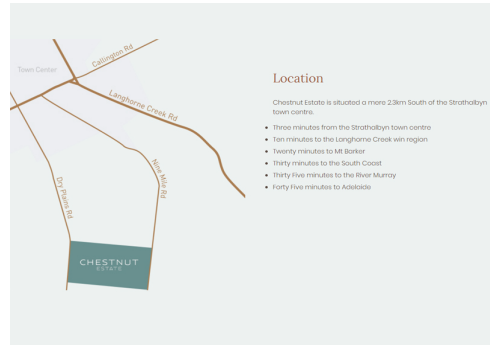 Town Center
Callington Rd
Langhorne Creek Rd
Nine Mile Rd
Dry Plains Rd
CHESTNUT
ESTATE
Location
Chestnut Estate is situated a mere 2.3km South of the Strathalbyn
town centre.
Three minutes from the Strathalbyn town centre
Ten minutes to the Langhorne Creek win region
Twenty minutes to Mt Barker
Thirty minutes to the South Coast
Thirty Five minutes to the River Murray
Forty Five minutes to Adelaide